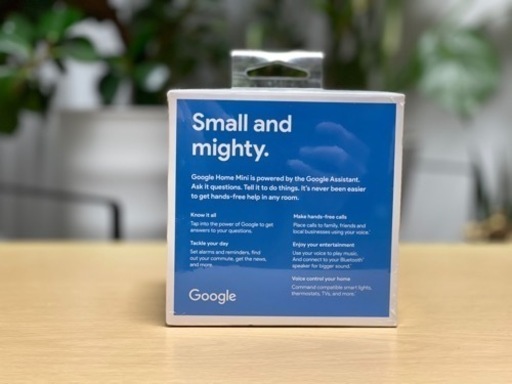 Small and
mighty.
Google Home Mini is powered by the Google Assistant.
Ask it questions. Tell it to do things. It's never been easier
to get hands-free help in any room.
Know it all
Tap into the power of Google to get
answers to your questions.
Tackle your day
Set alarms and reminders, find
out your commute, get the news,
and more.
Make hands-free calls
Place calls to family, friends and
local businesses using your voice.
Enjoy your entertainment
Use your voice to play music.
And connect to your Bluetooth
speaker for bigger sound.
Voice control your home
Command compatible smart lights,
thermostats, TVs, and more.
Google